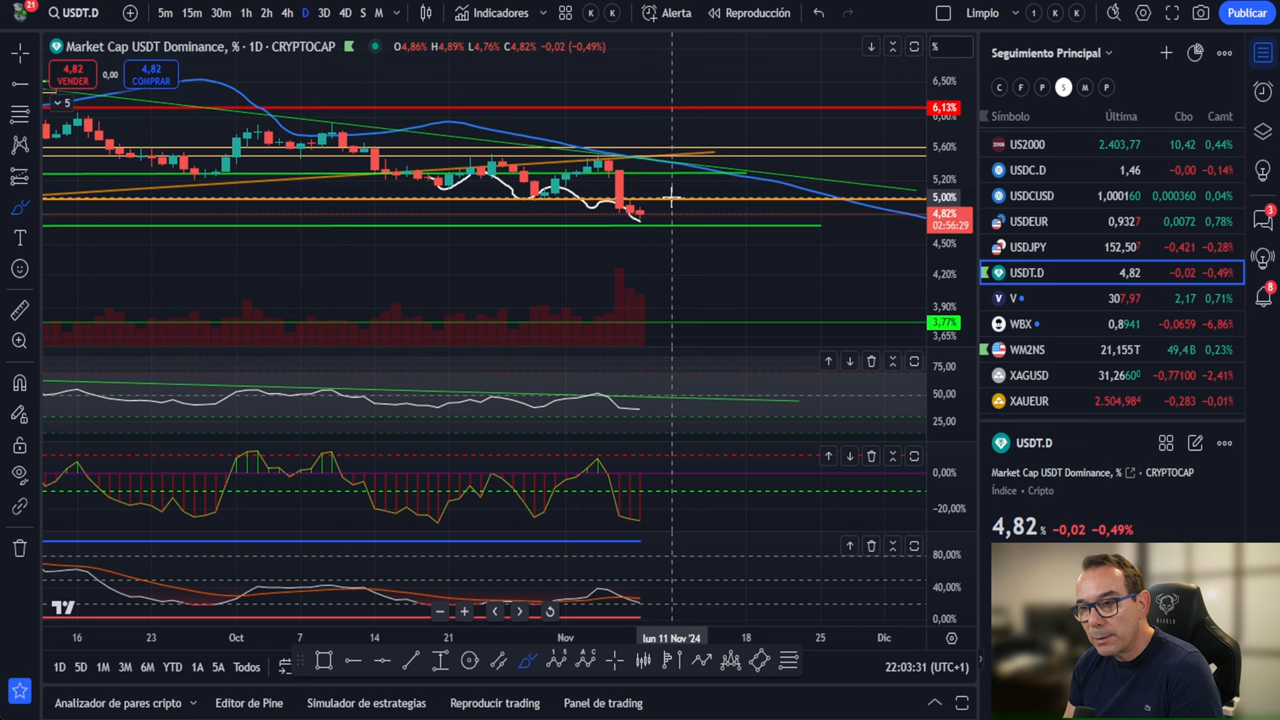 21
USDT.D
5m 15m 30m 1h 2h 4h D 3D 4D S M
Indicadores
K K
Alerta
Reproducción
Limpio
1 K K
Publicar
Market Cap USDT Dominance, % · 1D · CRYPTOCAP
O4,86% H4,89% L4,76% C4,82% -0,02 (-0,49%)
4,82
VENDER
0,00
4,82
COMPRAR
5
%
6,50%
6,13%
6,00%
5,60%
5,20%
5,00%
4,82%
02:56:29
4,50%
4,20%
3,90%
3,77%
3,65%
75,00
50,00
25,00
0,00%
-20,00%
80,00%
40,00%
0,00%
16 23 Oct 7 14 21 Nov lun 11 Nov '24 18 25 Dic
1D 5D 1M 3M 6M YTD 1A 5A Todos
22:03:31 (UTC+1)
Analizador de pares cripto
Editor de Pine
Simulador de estrategias
Reproducir trading
Panel de trading
Seguimiento Principal
C F P S M P
Símbolo Última Cbo Camt
US2000 2.403,77 10,42 0,44%
USDC.D 1,46 -0,00 -0,14%
USDCUSD 1,000160 0,000360 0,04%
USDEUR 0,9327 0,0072 0,78%
USDJPY 152,507 -0,421 -0,28%
USDT.D 4,82 -0,02 -0,49%
V 307,97 2,17 0,71%
WBX 0,8941 -0,0659 -6,86%
WM2NS 21,155T 49,4B 0,23%
XAGUSD 31,2660 -0,77100 -2,41%
XAUEUR 2.504,984 -0,283 -0,01%
USDT.D
Market Cap USDT Dominance, % · CRYPTOCAP
Índice • Cripto
4,82 % -0,02 -0,49%
3
8
DIABLO